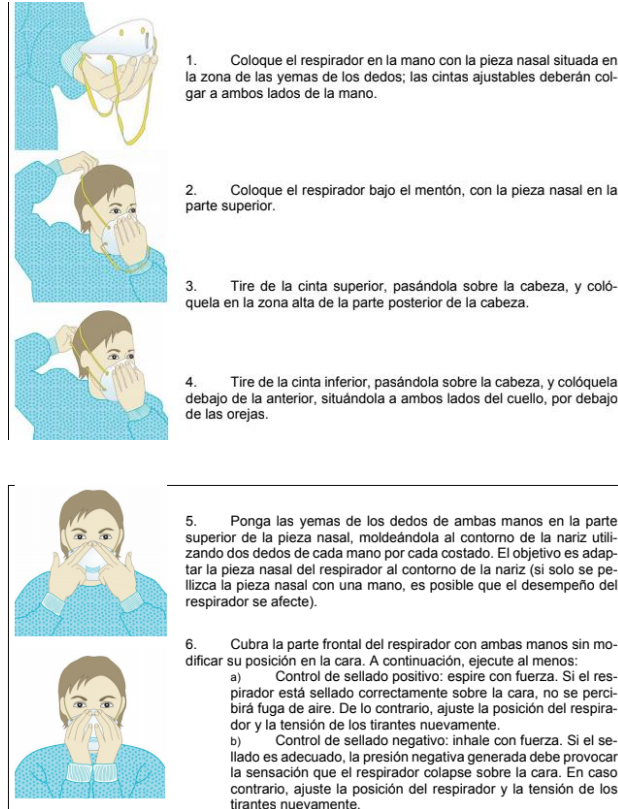 1. Coloque el respirador en la mano con la pieza nasal situada en
la zona de las yemas de los dedos; las cintas ajustables deberán col-
gar a ambos lados de la mano.
2. Coloque el respirador bajo el mentón, con la pieza nasal en la
parte superior.
3. Tire de la cinta superior, pasándola sobre la cabeza, y coló-
quela en la zona alta de la parte posterior de la cabeza.
4. Tire de la cinta inferior, pasándola sobre la cabeza, y colóquela
debajo de la anterior, situándola a ambos lados del cuello, por debajo
de las orejas.
5. Ponga las yemas de los dedos de ambas manos en la parte
superior de la pieza nasal, moldeándola al contorno de la nariz utili-
zando dos dedos de cada mano por cada costado. El objetivo es adap-
tar la pieza nasal del respirador al contorno de la nariz (si solo se pe-
llizca la pieza nasal con una mano, es posible que el desempeño del
respirador se afecte).
6. Cubra la parte frontal del respirador con ambas manos sin mo-
dificar su posición en la cara. A continuación, ejecute al menos:
a) Control de sellado positivo: espire con fuerza. Si el res-
pirador está sellado correctamente sobre la cara, no se perci-
birá fuga de aire. De lo contrario, ajuste la posición del respira-
dor y la tensión de los tirantes nuevamente.
b) Control de sellado negativo: inhale con fuerza. Si el se-
llado es adecuado, la presión negativa generada debe provocar
la sensación que el respirador colapse sobre la cara. En caso
contrario, ajuste la posición del respirador y la tensión de los
tirantes nuevamente.